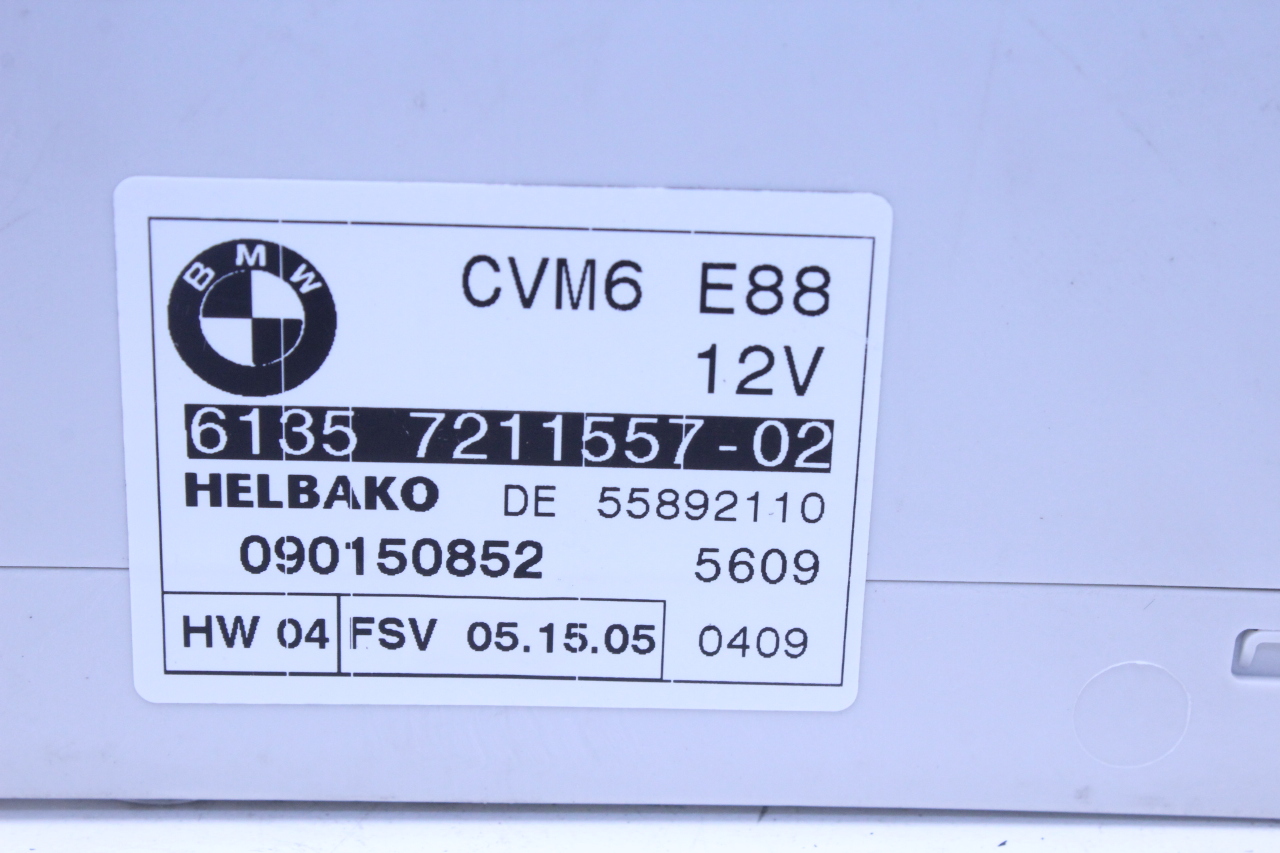 BMW
CVM6 E88
12V
6135 7211557-02
HELBAKO DE 55892110
090150852 5609
HW 04 FSV 05.15.05 0409